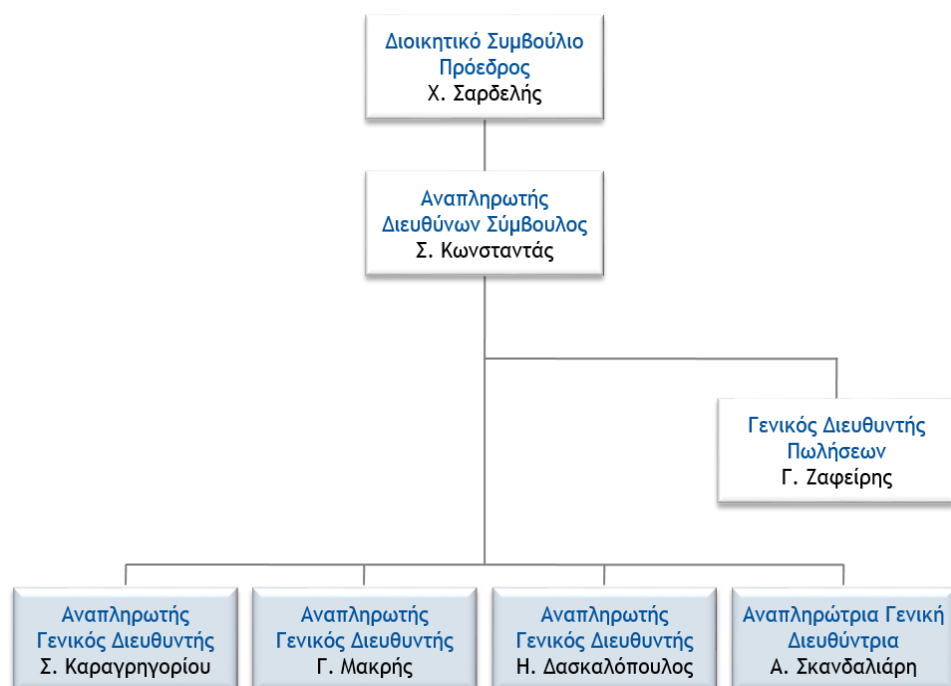 Διοικητικό Συμβούλιο
Πρόεδρος
Χ. Σαρδελής
Αναπληρωτής
Διευθύνων Σύμβουλος
Σ. Κωνσταντάς
Γενικός Διευθυντής
Πωλήσεων
Γ. Ζαφείρης
Αναπληρωτής
Γενικός Διευθυντής
Σ. Καραγρηγορίου
Αναπληρωτής
Γενικός Διευθυντής
Γ. Μακρής
Αναπληρωτής
Γενικός Διευθυντής
Η. Δασκαλόπουλος
Αναπληρώτρια Γενική
Διευθύντρια
Α. Σκανδαλιάρη